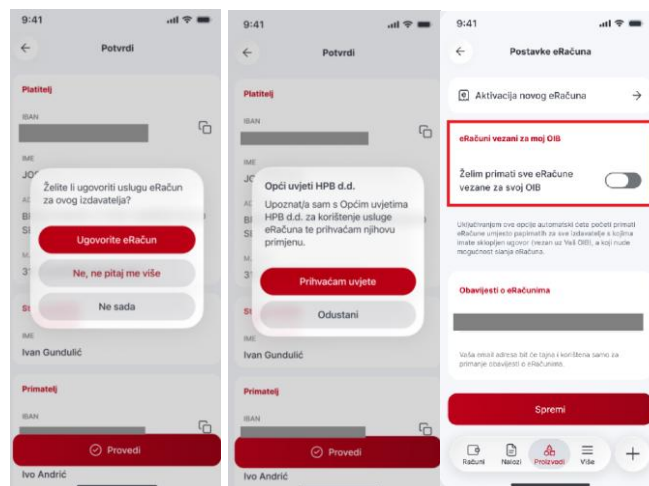 9:41
Potvrdi
Platitelj
IBAN
IME
Želite li ugovoriti uslugu eRačun
za ovog izdavatelja?
Ugovorite eRačun
Ne, ne pitaj me više
Ne sada
IME
Ivan Gundulić
Primatelj
IBAN
Provedi
Ivo Andrić
9:41
Potvrdi
Platitelj
IBAN
IME
Opći uvjeti HPB d.d.
Upoznat/a sam s Općim uvjetima
HPB d.d. za korištenje usluge
eRačuna te prihvaćam njihovu
primjenu.
Prihvaćam uvjete
Odustani
IME
Ivan Gundulić
Primatelj
IBAN
Provedi
Ivo Andrić
9:41
Postavke eRačuna
Aktivacija novog eRačuna
eRačuni vezani za moj OIB
Želim primati sve eRačune
vezane za svoj OIB
Uključivanjem ove opcije automatski ćete početi primati
eRačune umjesto papirnatih za sve izdavatelje s kojima
imate sklopljen ugovor (vezan uz Vaš OIB), a koji nude
mogućnost slanja eRačuna.
Obavijesti o eRačunima
Vaša email adresa bit će tajna i korištena samo za
primanje obavijesti o eRačunima.
Spremi
Računi
Nalozi
Proizvodi
Više